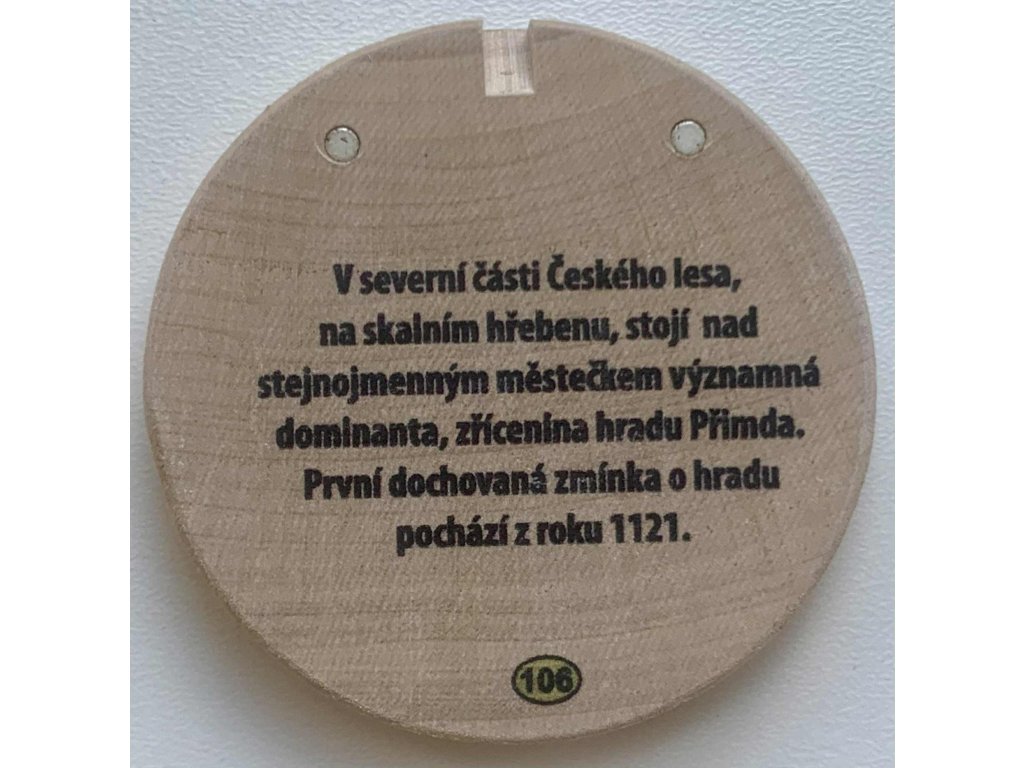 V severní části Českého lesa,
na skalním hřebenu, stojí nad
stejnojmenným městečkem významná
dominanta, zřícenina hradu Přimda.
První dochovaná zmínka o hradu
pochází z roku 1121.
106